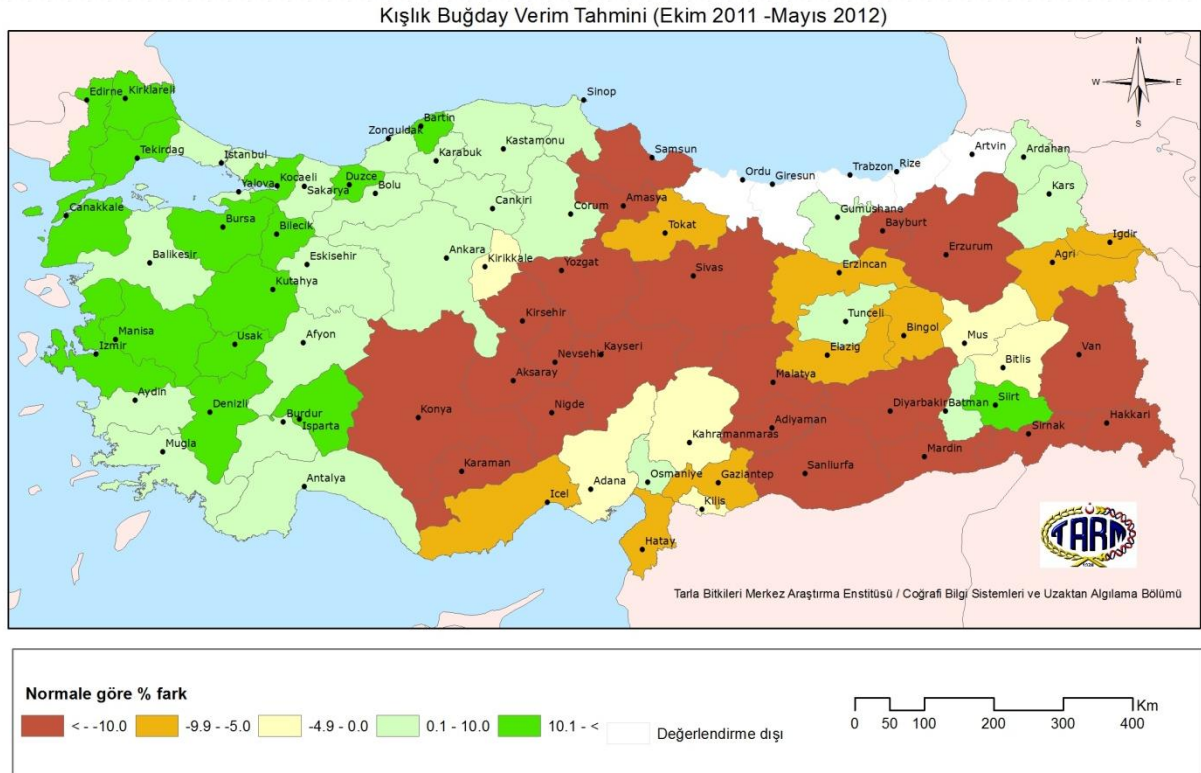 Kışlık Buğday Verim Tahmini (Ekim 2011 -Mayıs 2012)
N
W E
S
Sinop
Edirne Kirklareli
Bartin
Zonguldak
Kastamonu
Karabuk
Samsun
Artvin
Ardahan
Tekirdag
Istanbul
Trabzon Rize
Ordu Giresun
Yalova Kocaeli Sakarya Duzce Bolu
Kars
Canakkale
Cankiri
Corum
Amasya
Gumushane
Bayburt
Bursa
Bilecik
Tokat
Erzurum
Igdir
Balikesir
Eskisehir
Ankara
Kirikkale
Yozgat
Sivas
Erzincan
Agri
Kutahya
Kirsehir
Tunceli
Bingol
Mus
Manisa
Izmir
Usak
Afyon
Nevsehi
Kayseri
Elazig
Van
Bitlis
Aksaray
Malatya
Aydin
Denizli
Burdur
Isparta
Konya
Nigde
Adiyaman
Diyarbakir
Batman
Siirt
Hakkari
Sirnak
Mugla
Kahramanmaras
Mardin
Karaman
Sanliurfa
Antalya
Icel
Adana
Osmaniye
Gaziantep
Kilis
Hatay
TARM
Tarla Bitkileri Merkez Araştırma Enstitüsü / Coğrafi Bilgi Sistemleri ve Uzaktan Algılama Bölümü
Normale göre % fark
< - -10.0 -9.9 - -5.0 -4.9 - 0.0 0.1 - 10.0 10.1 - < Değerlendirme dışı
Km
0 50 100 200 300 400